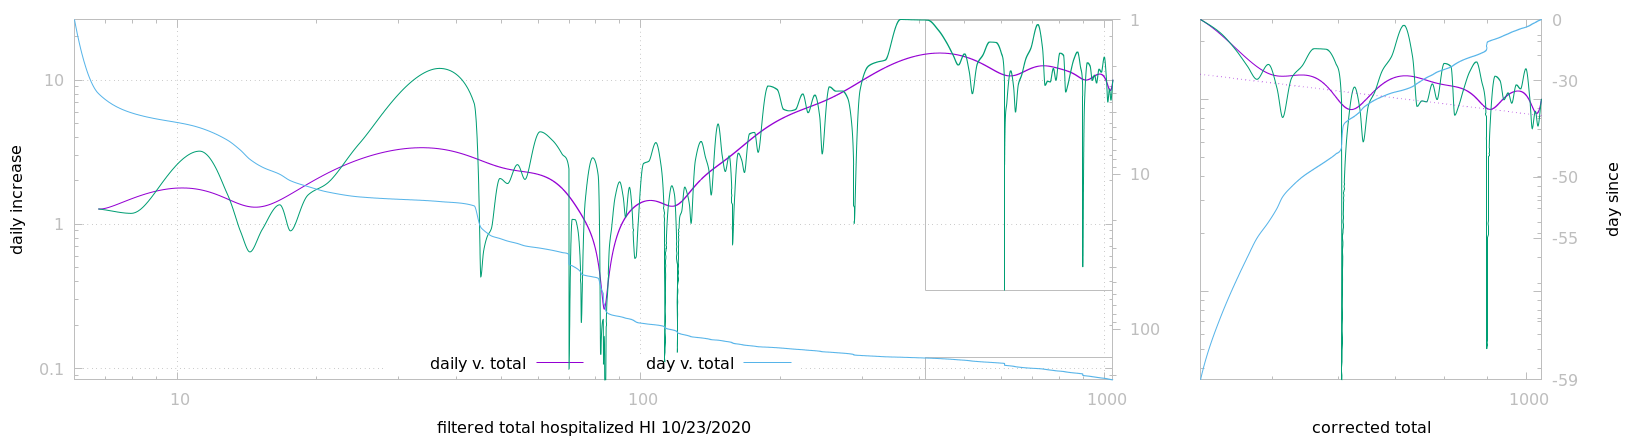 daily increase
10
1
0.1
10
100
1000
1
10
100
daily v. total
day v. total
filtered total hospitalized HI 10/23/2020
0
-30
-50
-55
-59
1000
day since
corrected total